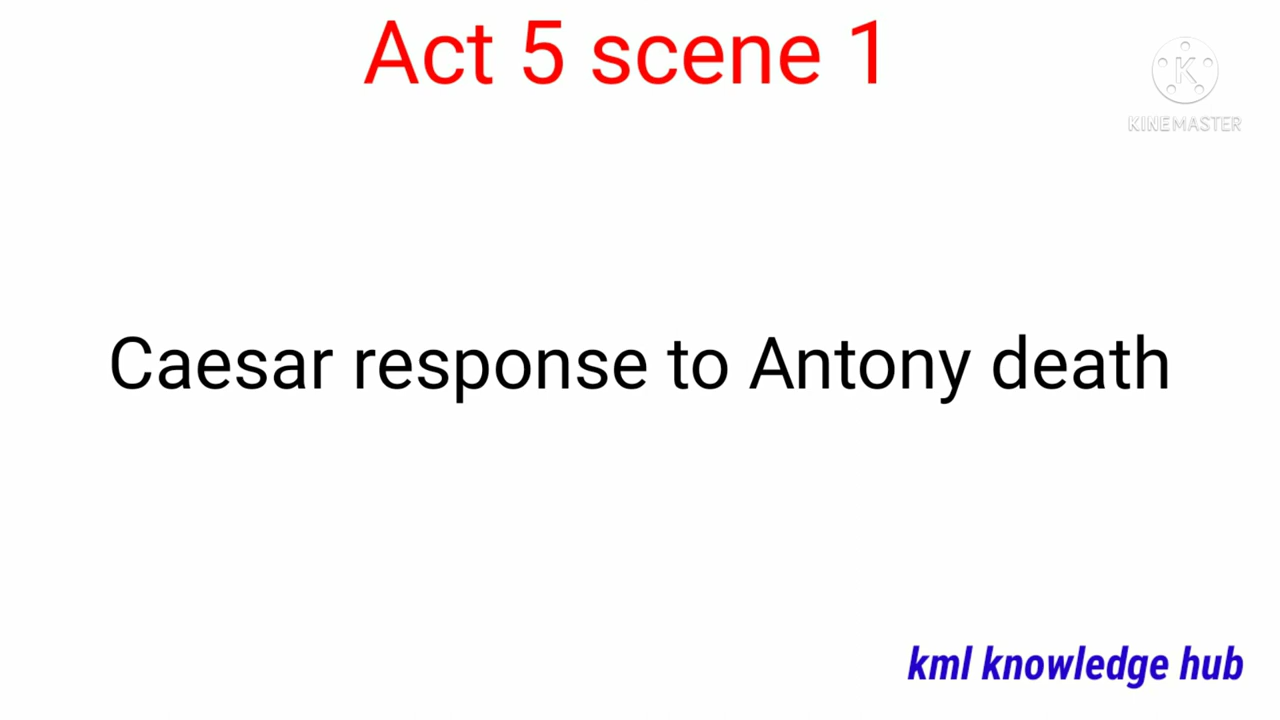 Act 5 scene 1
K
KINEMASTER
Caesar response to Antony death
kml knowledge hub